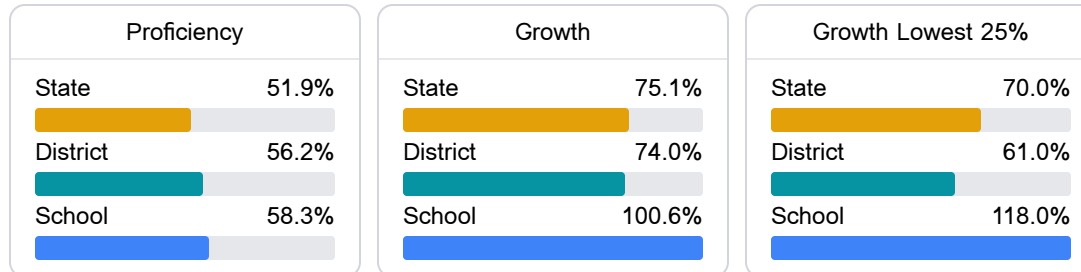 Proficiency
State 51.9%
District 56.2%
School 58.3%
Growth
State 75.1%
District 74.0%
School 100.6%
Growth Lowest 25%
State 70.0%
District 61.0%
School 118.0%